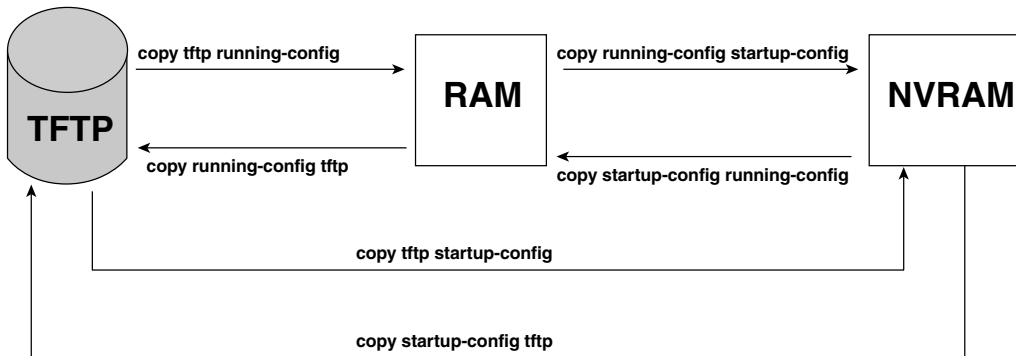 copy tftp running-config
copy running-config startup-config
TFTP
RAM
NVRAM
copy running-config tftp
copy startup-config running-config
copy tftp startup-config
copy startup-config tftp